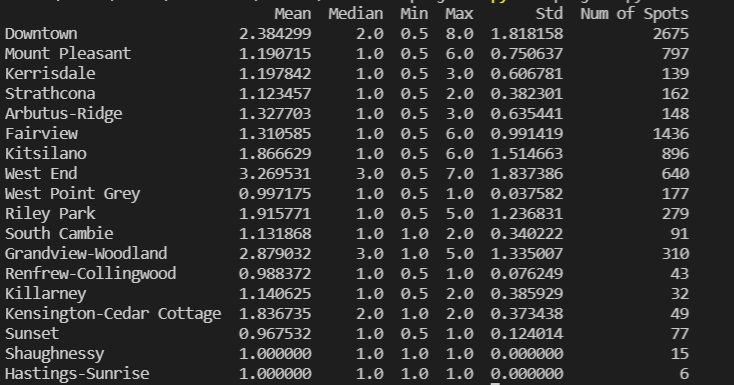 Mean Median Min Max Std Num of Spots
Downtown 2.384299 2.0 0.5 8.0 1.818158 2675
Mount Pleasant 1.190715 1.0 0.5 6.0 0.750637 797
Kerrisdale 1.197842 1.0 0.5 3.0 0.606781 139
Strathcona 1.123457 1.0 0.5 2.0 0.382301 162
Arbutus-Ridge 1.327703 1.0 0.5 3.0 0.635441 148
Fairview 1.310585 1.0 0.5 6.0 0.991419 1436
Kitsilano 1.866629 1.0 0.5 6.0 1.514663 896
West End 3.269531 3.0 0.5 7.0 1.837386 640
West Point Grey 0.997175 1.0 0.5 1.0 0.037582 177
Riley Park 1.915771 1.0 0.5 5.0 1.236831 279
South Cambie 1.131868 1.0 1.0 2.0 0.340222 91
Grandview-Woodland 2.879032 3.0 1.0 5.0 1.335007 310
Renfrew-Collingwood 0.988372 1.0 0.5 1.0 0.076249 43
Killarney 1.140625 1.0 0.5 2.0 0.385929 32
Kensington-Cedar Cottage 1.836735 2.0 1.0 2.0 0.373438 49
Sunset 0.967532 1.0 0.5 1.0 0.124014 77
Shaughnessy 1.000000 1.0 1.0 1.0 0.000000 15
Hastings-Sunrise 1.000000 1.0 1.0 1.0 0.000000 6